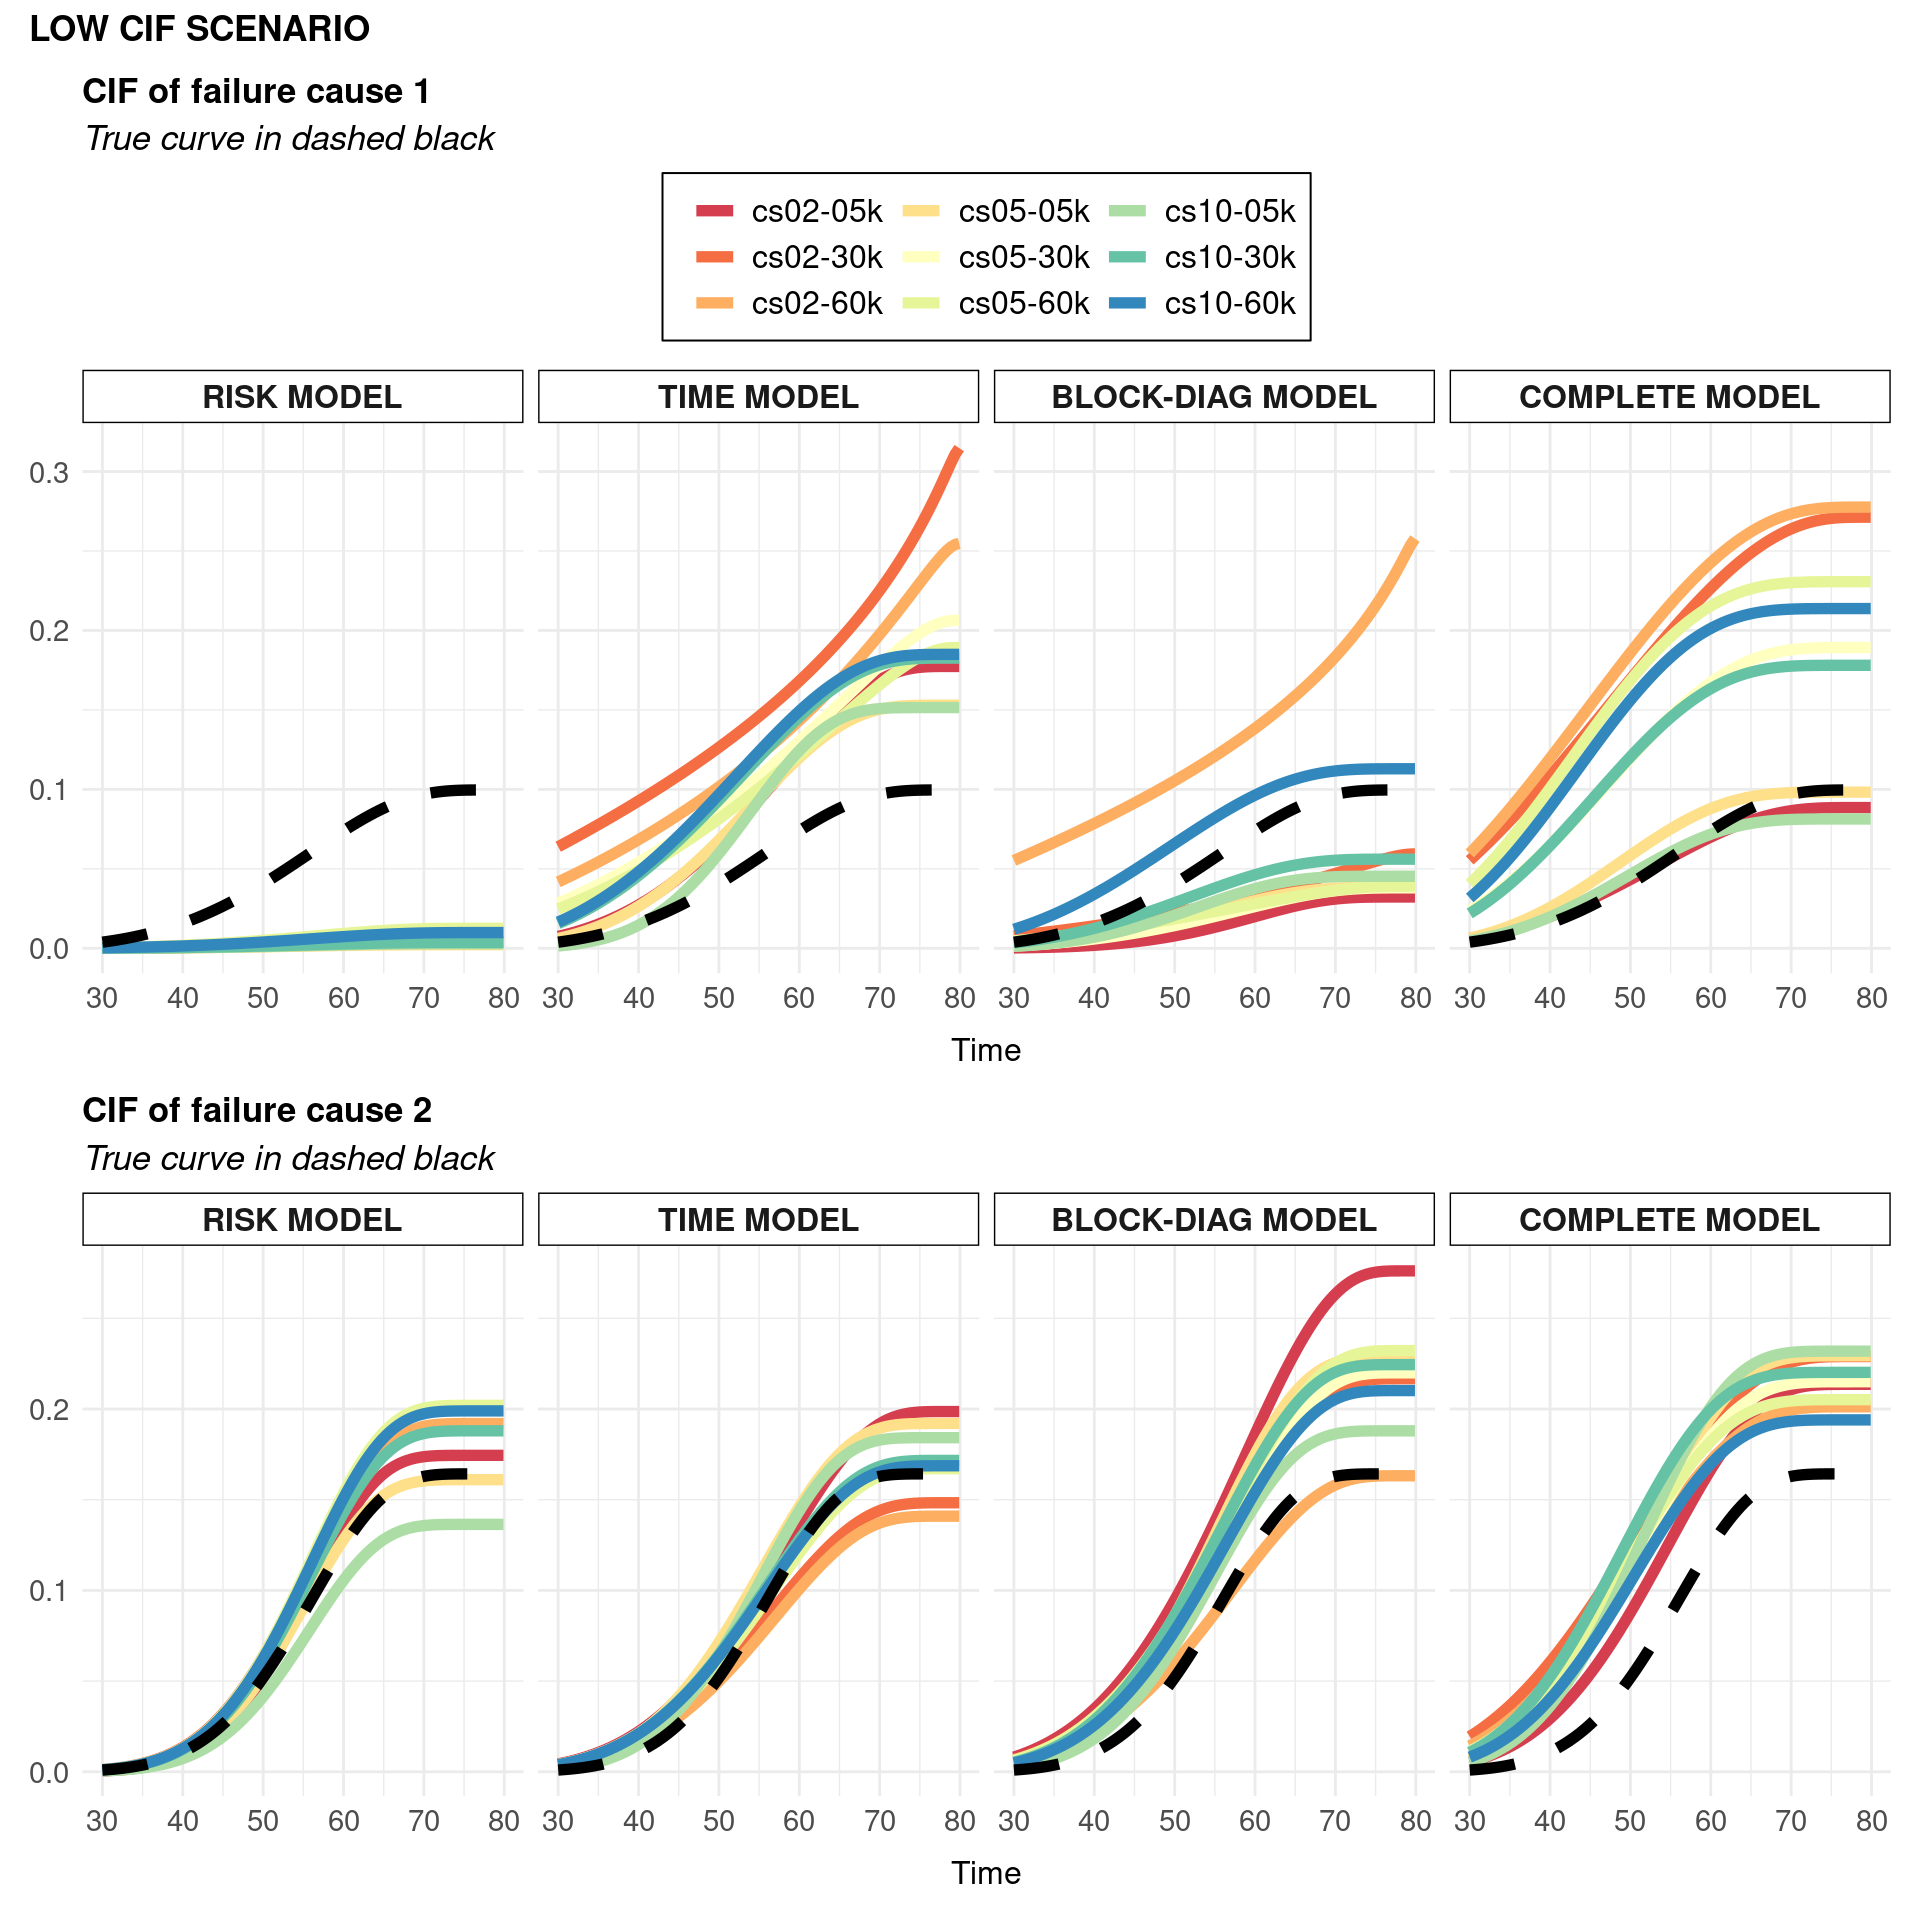 LOW CIF SCENARIO
CIF of failure cause 1
True curve in dashed black
cs02-05k cs05-05k cs10-05k
cs02-30k cs05-30k cs10-30k
cs02-60k cs05-60k cs10-60k
RISK MODEL TIME MODEL BLOCK-DIAG MODEL COMPLETE MODEL
0.3
0.2
0.1
0.0
30 40 50 60 70 80 30 40 50 60 70 80 30 40 50 60 70 80 30 40 50 60 70 80
Time
CIF of failure cause 2
True curve in dashed black
RISK MODEL TIME MODEL BLOCK-DIAG MODEL COMPLETE MODEL
0.2
0.1
0.0
30 40 50 60 70 80 30 40 50 60 70 80 30 40 50 60 70 80 30 40 50 60 70 80
Time